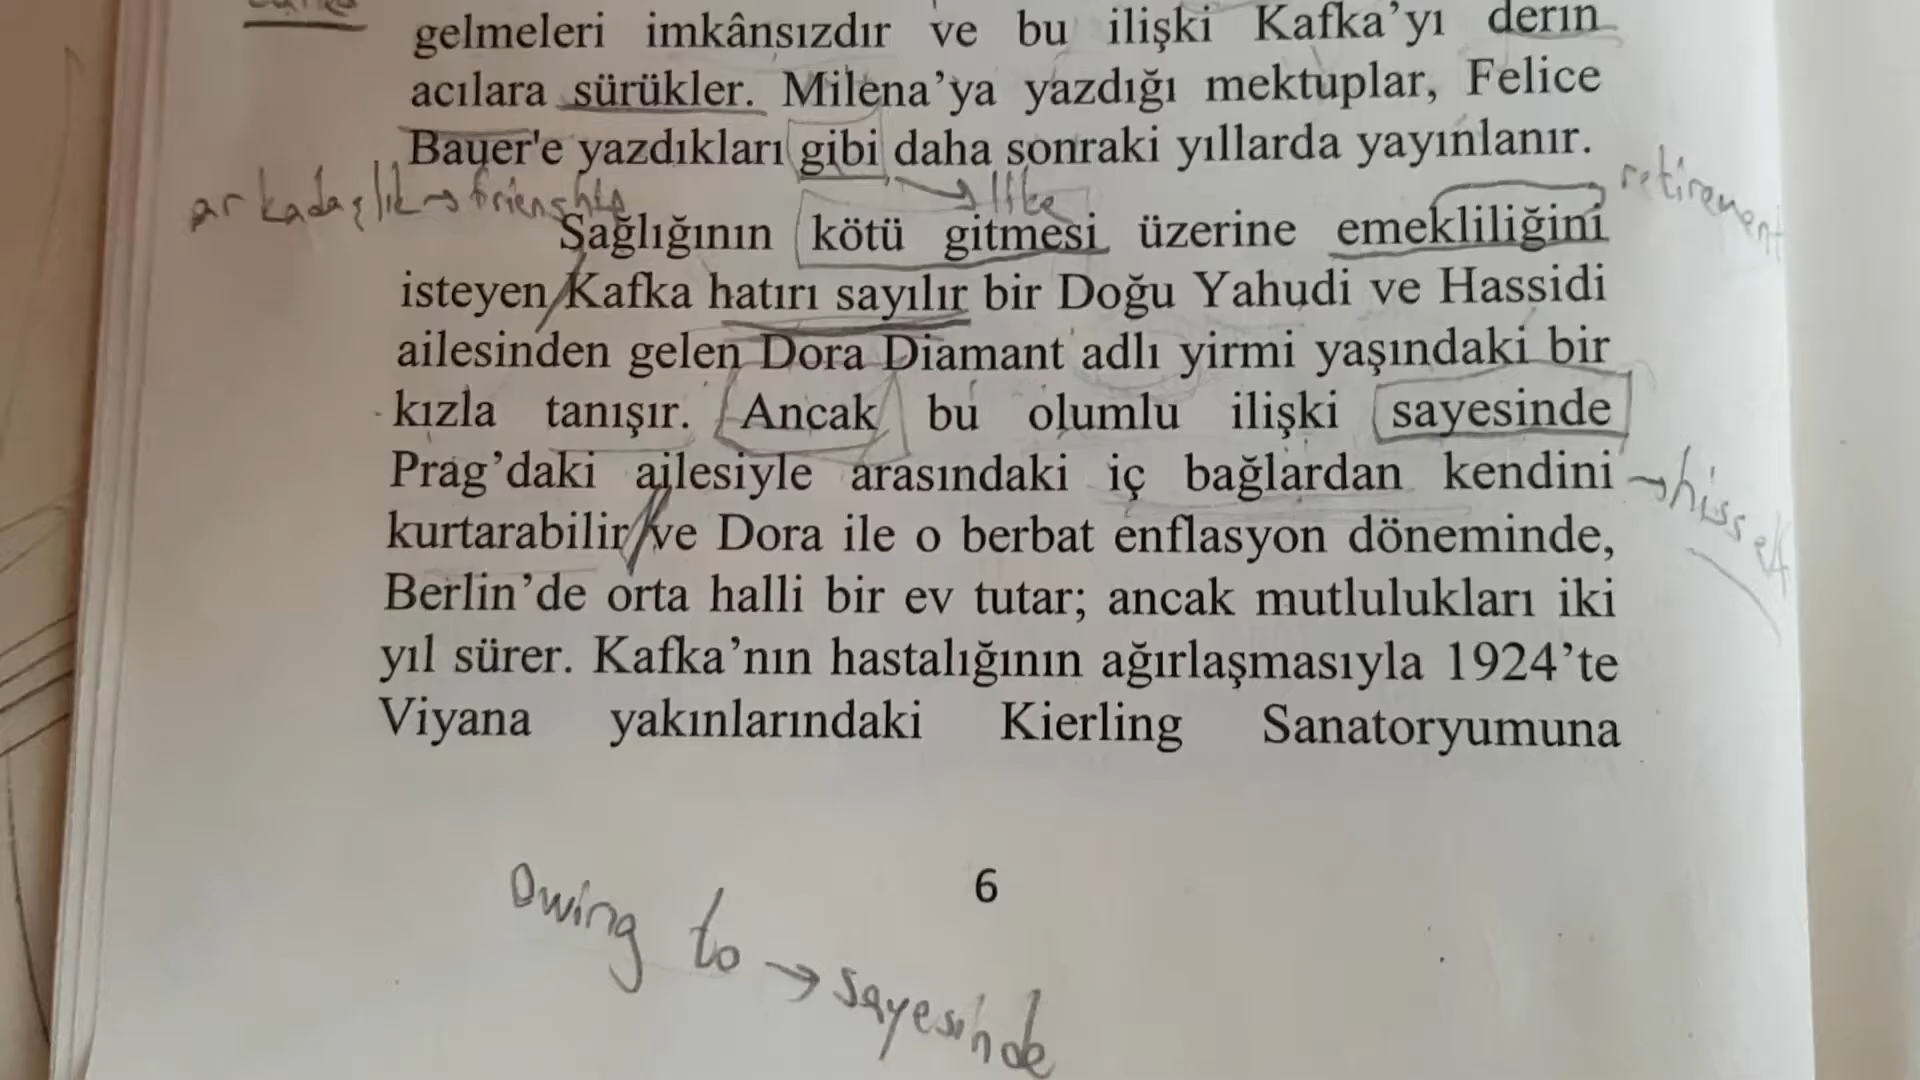 gelmeleri imkânsızdır ve bu ilişki Kafka’yı derin
acılara sürükler. Milena’ya yazdığı mektuplar, Felice
Bauer'e yazdıkları gibi daha sonraki yıllarda yayınlanır.
retirement
arkadaşlık → frienship
→ like
Sağlığının kötü gitmesi üzerine emekliliğini
isteyen Kafka hatırı sayılır bir Doğu Yahudi ve Hassidi
ailesinden gelen Dora Diamant adlı yirmi yaşındaki bir
kızla tanışır. Ancak bu olumlu ilişki sayesinde
Prag’daki ailesiyle arasındaki iç bağlardan kendini
→ hisset
kurtarabilir ve Dora ile o berbat enflasyon döneminde,
Berlin’de orta halli bir ev tutar; ancak mutlulukları iki
yıl sürer. Kafka’nın hastalığının ağırlaşmasıyla 1924’te
Viyana yakınlarındaki Kierling Sanatoryumuna
6
Owing to → sayesinde